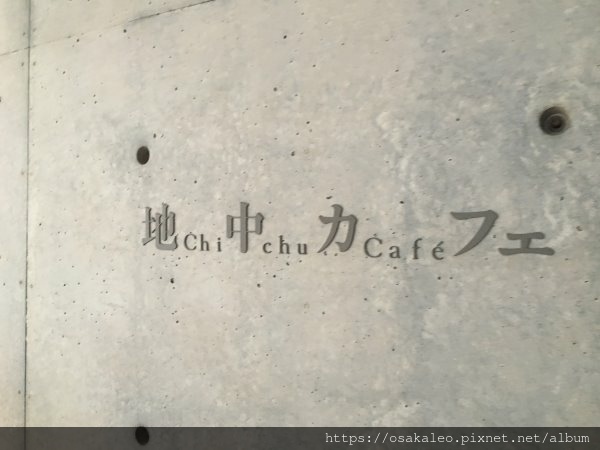 地Chi中chuカCaféフェ
https://osakaleo.pixnet.net/album